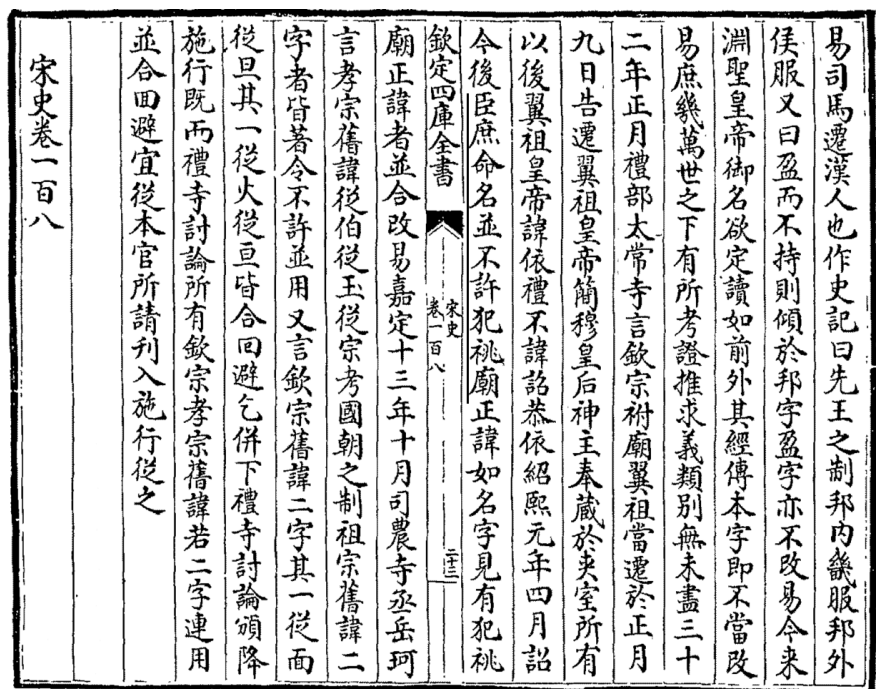 易司馬遷漢人也作史記曰先王之制邦内畿服邦外
侯服又曰盈而不持則傾於邦字盈字亦不改易今来
淵聖皇帝御名欲定讀如前外其經傳本字即不當改
易庶幾萬世之下有所考證推求義類別無未盡三十
二年正月禮部太常寺言欽宗祔廟翼祖當遷於正月
九日告遷翼祖皇帝簡穆皇后神主奉蔵於夾室所有
以後翼祖皇帝諱依禮不諱詔恭依紹熙元年四月詔
今後臣庶命名並不許犯祧廟正諱如名字見有犯祧
欽定四庫全書
宋史
卷一百八
二十三
廟正諱者並合改易嘉定十三年十月司農寺丞岳珂
言孝宗舊諱從伯從玉從宗考國朝之制祖宗舊諱二
字者皆著令不許並用又言欽宗舊諱二字其一從面
從旦其一從火從亘皆合回避乞併下禮寺討論頒降
施行既而禮寺討論所有欽宗孝宗舊諱若二字連用
並合回避宜從本官所請刊入施行從之
宋史卷一百八